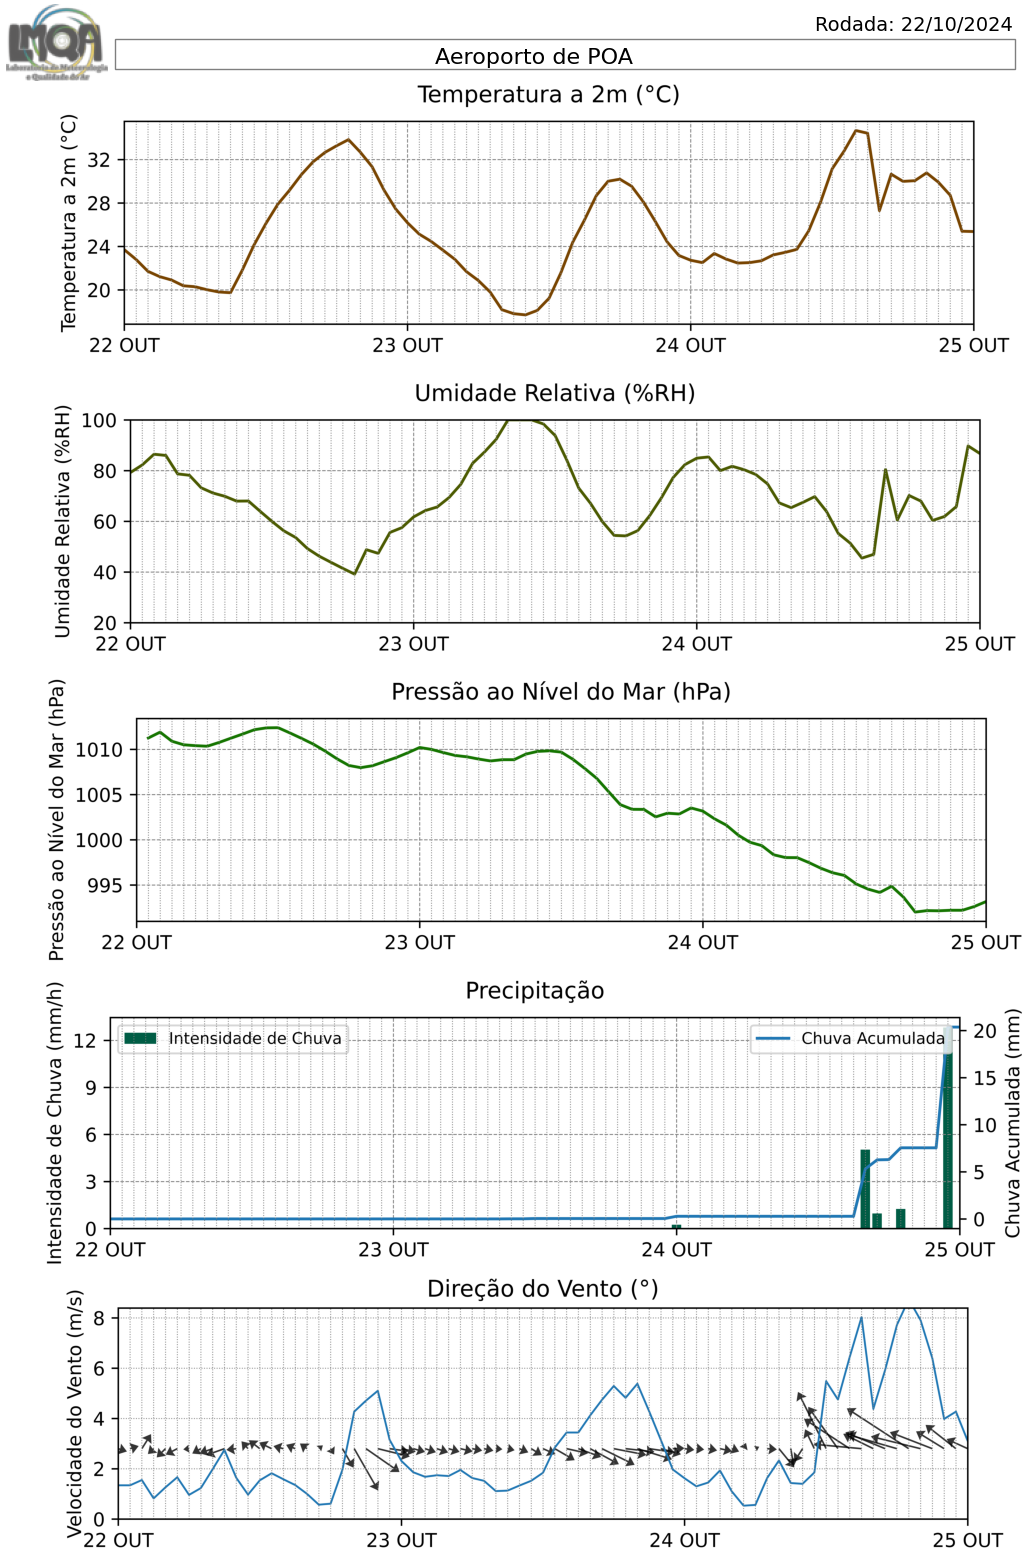 LMQA
Laboratório de Meteorologia
e Qualidade do Ar
Rodada: 22/10/2024
Aeroporto de POA
Temperatura a 2m (°C)
Temperatura a 2m (°C)
32
28
24
20
22 OUT 23 OUT 24 OUT 25 OUT
Umidade Relativa (%RH)
Umidade Relativa (%RH)
100
80
60
40
20
22 OUT 23 OUT 24 OUT 25 OUT
Pressão ao Nível do Mar (hPa)
Pressão ao Nível do Mar (hPa)
1010
1005
1000
995
22 OUT 23 OUT 24 OUT 25 OUT
Precipitação
Intensidade de Chuva (mm/h)
Intensidade de Chuva
Chuva Acumulada
12
9
6
3
0
20
15
10
5
0
Chuva Acumulada (mm)
22 OUT 23 OUT 24 OUT 25 OUT
Direção do Vento (°)
Velocidade do Vento (m/s)
8
6
4
2
0
22 OUT 23 OUT 24 OUT 25 OUT